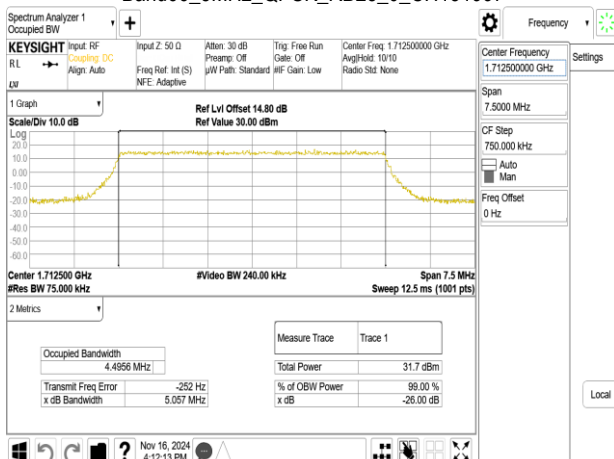 Spectrum Analyzer 1
Occupied BW
Frequency
KEYSIGHT
RL
Input: RF
Coupling: DC
Align: Auto
Input Z: 50 Ω
Freq Ref: Int (S)
NFE: Adaptive
Atten: 30 dB
Preamp: Off
µW Path: Standard
Trig: Free Run
Gate: Off
#IF Gain: Low
Center Freq: 1.712500000 GHz
Avg|Hold: 10/10
Radio Std: None
Center Frequency
1.712500000 GHz
Settings
Span
7.5000 MHz
CF Step
750.000 kHz
Auto
Man
Freq Offset
0 Hz
Local
1 Graph
Scale/Div 10.0 dB
Ref Lvl Offset 14.80 dB
Ref Value 30.00 dBm
Log
20.0
10.0
0.00
-10.0
-20.0
-30.0
-40.0
-50.0
-60.0
Center 1.712500 GHz
#Video BW 240.00 kHz
Span 7.5 MHz
#Res BW 75.000 kHz
Sweep 12.5 ms (1001 pts)
2 Metrics
Measure Trace
Trace 1
Occupied Bandwidth
4.4956 MHz
Total Power
31.7 dBm
Transmit Freq Error
-252 Hz
% of OBW Power
99.00 %
x dB Bandwidth
5.057 MHz
x dB
-26.00 dB
?
Nov 16, 2024
4:12:13 PM